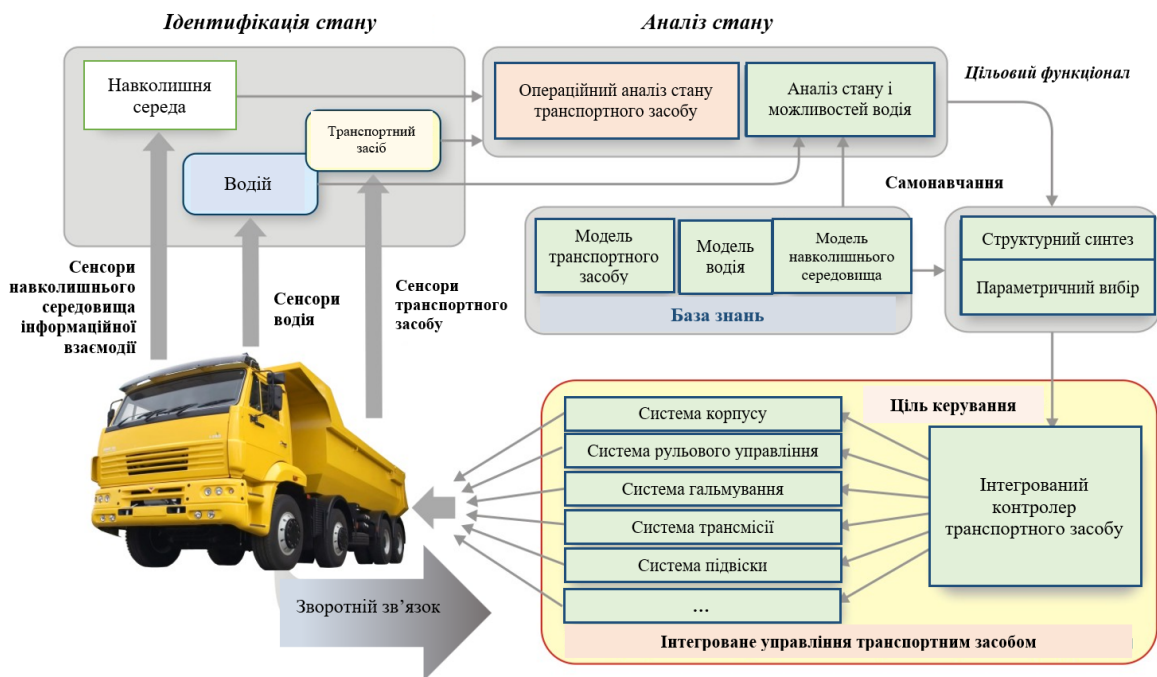 Ідентифікація стану
Аналіз стану
Навколишня
середа
Транспортний
засіб
Водій
Операційний аналіз стану
транспортного засобу
Аналіз стану і
можливостей водія
Цільовий функціонал
Самонавчання
Модель
транспортного
засобу
Модель
водія
Модель
навколишнього
середовища
База знань
Структурний синтез
Параметричний вибір
Сенсори
навколишнього
середовища
інформаційної
взаємодії
Сенсори
водія
Сенсори
транспортного
засобу
Ціль керування
Система корпусу
Система рульового управління
Система гальмування
Система трансмісії
Система підвіски
...
Інтегрований
контролер
транспортного засобу
Зворотній зв’язок
Інтегроване управління транспортним засобом